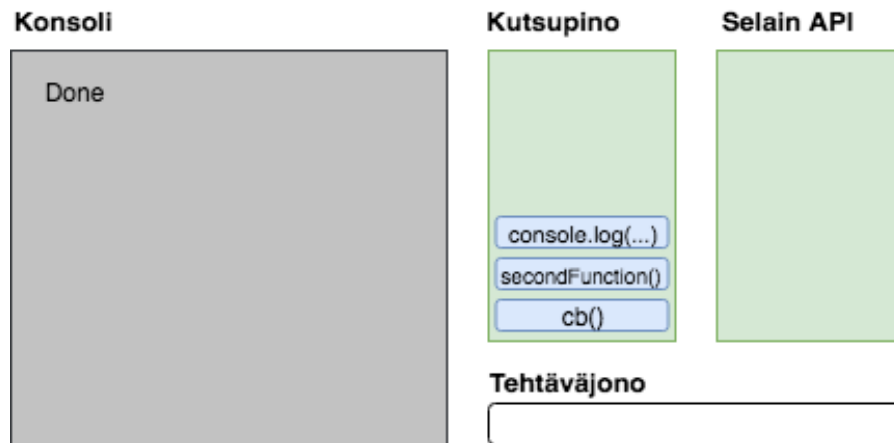 Konsoli
Kutsupino
Selain API
Done
console.log(...)
secondFunction()
cb()
Tehtäväjono